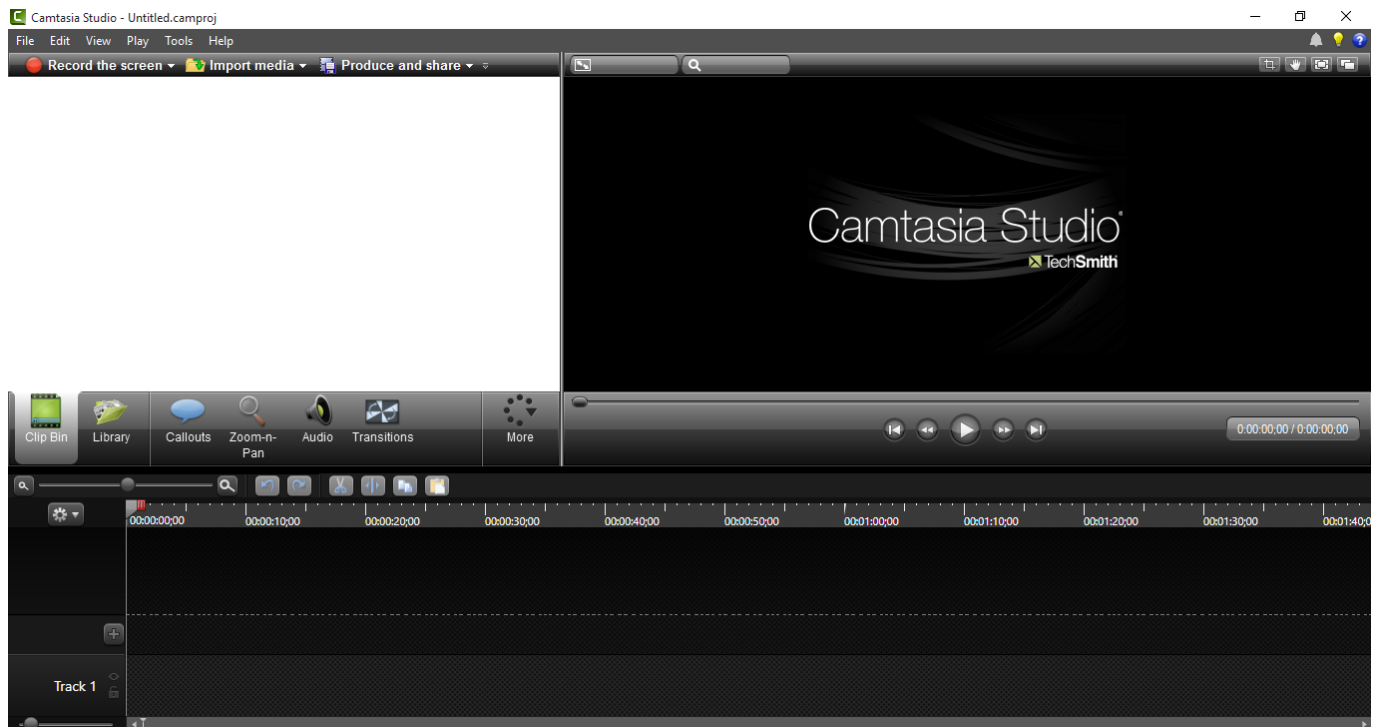 Camtasia Studio - Untitled.camproj
File Edit View Play Tools Help
Record the screen Import media Produce and share
Camtasia Studio®
TechSmith
Clip Bin Library Callouts Zoom-n-Pan Audio Transitions More
0:00:00;00 / 0:00:00;00
00:00:00;00 00:00:10;00 00:00:20;00 00:00:30;00 00:00:40;00 00:00:50;00 00:01:00;00 00:01:10;00 00:01:20;00 00:01:30;00 00:01:40;0
Track 1